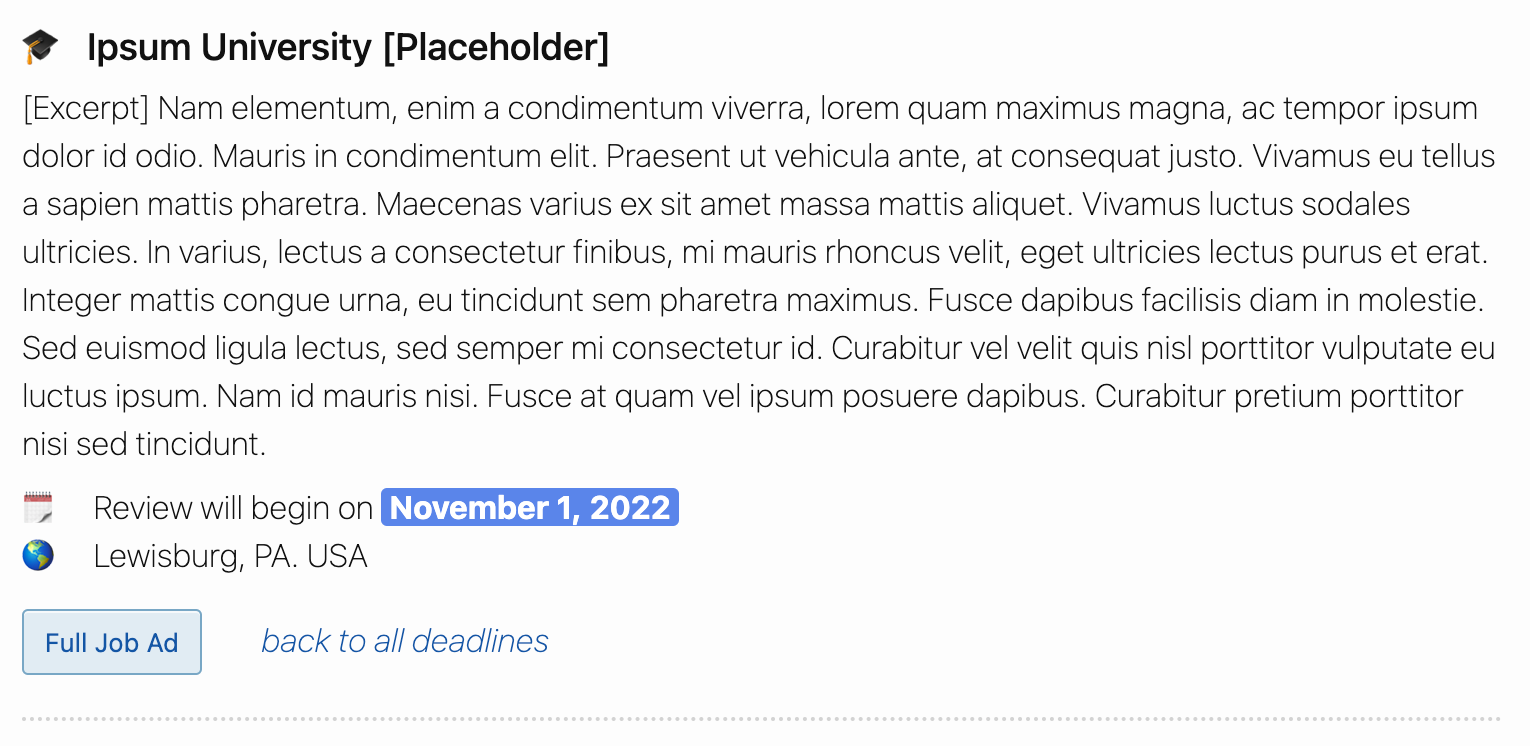 Ipsum University [Placeholder]
[Excerpt] Nam elementum, enim a condimentum viverra, lorem quam maximus magna, ac tempor ipsum
dolor id odio. Mauris in condimentum elit. Praesent ut vehicula ante, at consequat justo. Vivamus eu tellus
a sapien mattis pharetra. Maecenas varius ex sit amet massa mattis aliquet. Vivamus luctus sodales
ultricies. In varius, lectus a consectetur finibus, mi mauris rhoncus velit, eget ultricies lectus purus et erat.
Integer mattis congue urna, eu tincidunt sem pharetra maximus. Fusce dapibus facilisis diam in molestie.
Sed euismod ligula lectus, sed semper mi consectetur id. Curabitur vel velit quis nisl porttitor vulputate eu
luctus ipsum. Nam id mauris nisi. Fusce at quam vel ipsum posuere dapibus. Curabitur pretium porttitor
nisi sed tincidunt.
Review will begin on November 1, 2022
Lewisburg, PA. USA
Full Job Ad back to all deadlines